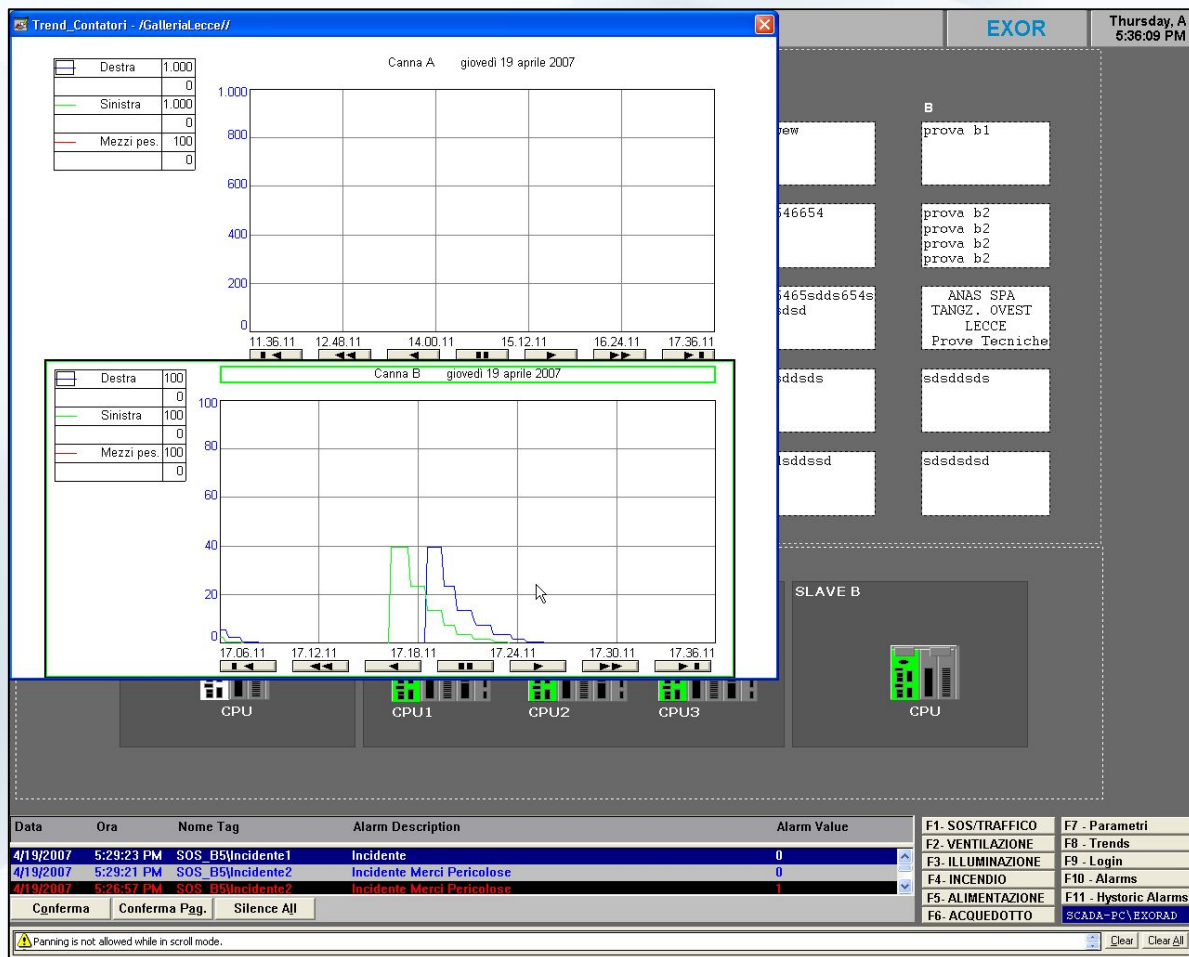 Trend_Contatori - /GalleriaLecce//
EXOR
Thursday, A
5:36:09 PM
Destra 1.000
0
Sinistra 1.000
0
Mezzi pes. 100
0
Canna A giovedì 19 aprile 2007
1.000
800
600
400
200
0
11.36.11 12.48.11 14.00.11 15.12.11 16.24.11 17.36.11
Destra 100
0
Sinistra 100
0
Mezzi pes. 100
0
Canna B giovedì 19 aprile 2007
100
80
60
40
20
0
17.06.11 17.12.11 17.18.11 17.24.11 17.30.11 17.36.11
B
prova b1
546654
prova b2
prova b2
prova b2
prova b2
5465sdds654s
dsd
ANAS SPA
TANGZ. OVEST
LECCE
Prove Tecniche
sddsds
sdsddsds
dsddssd
sdsdsdsd
SLAVE B
CPU
CPU1
CPU2
CPU3
CPU
Data Ora Nome Tag Alarm Description Alarm Value
4/19/2007 5:29:23 PM SOS_B5\Incidente1 Incidente 0
4/19/2007 5:29:21 PM SOS_B5\Incidente2 Incidente Merci Pericolose 0
4/19/2007 5:26:57 PM SOS_B5\Incidente2 Incidente Merci Pericolose 1
Conferma Conferma Pag. Silence All
F1- SOS/TRAFFICO
F2- VENTILAZIONE
F3- ILLUMINAZIONE
F4- INCENDIO
F5- ALIMENTAZIONE
F6- ACQUEDOTTO
F7 - Parametri
F8 - Trends
F9 - Login
F10 - Alarms
F11 - Hystoric Alarms
SCADA-PC\EXORAD
Panning is not allowed while in scroll mode.
Clear Clear All